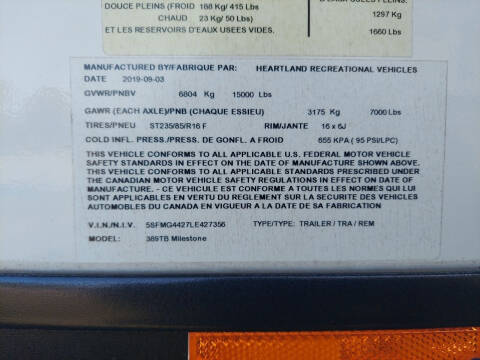 D'EAUX USEES PLEINS.
DOUCE PLEINS (FROID 188 Kg/ 415 Lbs
CHAUD 23 Kg/ 50 Lbs)
1297 Kg
ET LES RESERVOIRS D'EAUX USEES VIDES.
1660 Lbs
MANUFACTURED BY/FABRIQUE PAR: HEARTLAND RECREATIONAL VEHICLES
DATE 2019-09-03
GVWR/PNBV 6804 Kg 15000 Lbs
GAWR (EACH AXLE)/PNB (CHAQUE ESSIEU) 3175 Kg 7000 Lbs
TIRES/PNEU ST235/85/R16 F RIM/JANTE 16 x 6J
COLD INFL. PRESS./PRESS. DE GONFL. A FROID 655 KPA ( 95 PSI/LPC)
THIS VEHICLE CONFORMS TO ALL APPLICABLE U.S. FEDERAL MOTOR VEHICLE
SAFETY STANDARDS IN EFFECT ON THE DATE OF MANUFACTURE SHOWN ABOVE.
THIS VEHICLE CONFORMS TO ALL APPLICABLE STANDARDS PRESCRIBED UNDER
THE CANADIAN MOTOR VEHICLE SAFETY REGULATIONS IN EFFECT ON THE DATE OF
MANUFACTURE. - CE VEHICULE EST CONFORME A TOUTES LES NORMES QUI LUI
SONT APPLICABLES EN VERTU DU REGLEMENT SUR LA SECURITE DES VEHICLES
AUTOMOBILES DU CANADA EN VIGUEUR A LA DATE DE SA FABRICATION
V.I.N./N.I.V. 5SFMG4427LE427356 TYPE/TYPE: TRAILER / TRA / REM
MODEL: 369TB Milestone